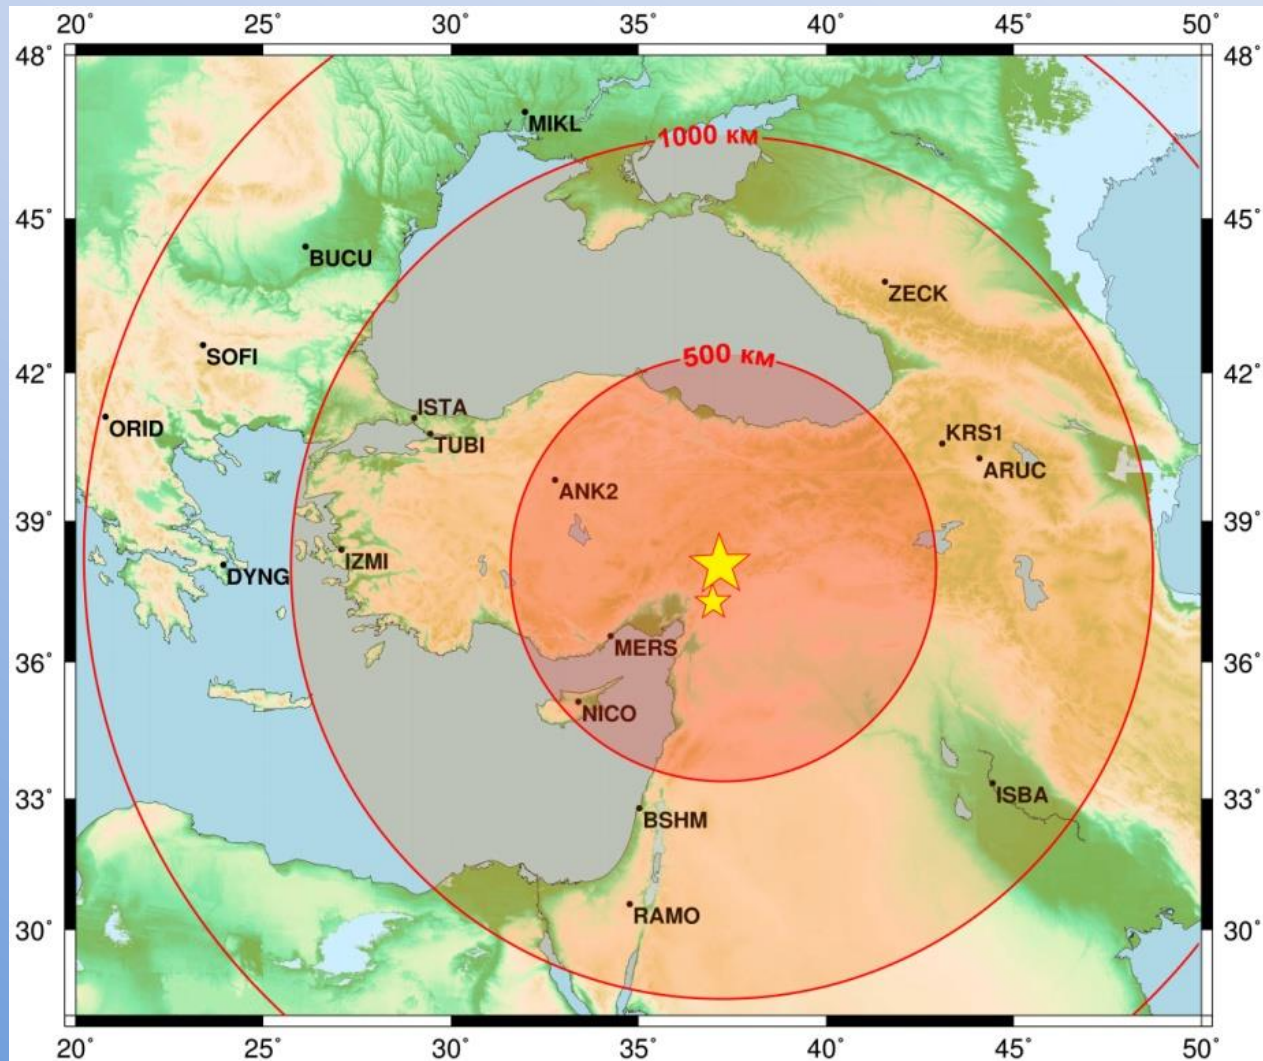 20° 25° 30° 35° 40° 45° 50°
48° 48°
MIKL
1000 км
45° 45°
BUCU
ZECK
SOFI
500 км
42° 42°
ISTA
ORID
TUBI
KRS1
ARUC
ANK2
39° 39°
IZMI
DYNG
MERS
36° 36°
NICO
ISBA
33° 33°
BSHM
RAMO
30° 30°
20° 25° 30° 35° 40° 45° 50°